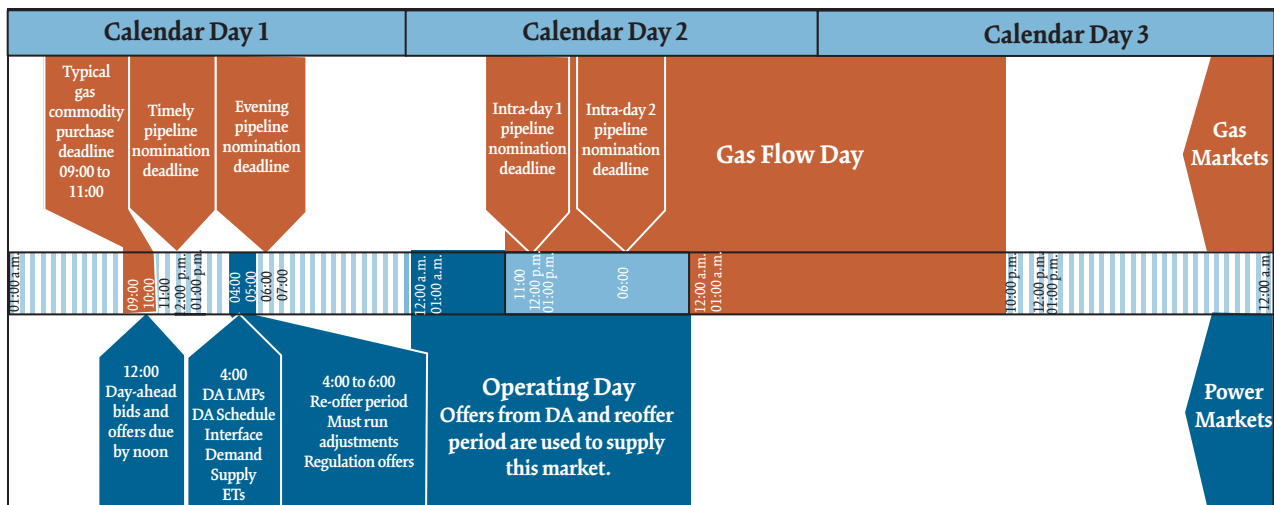 Calendar Day 1
Calendar Day 2
Calendar Day 3
Typical
gas
commodity
purchase
deadline
09:00 to
11:00
Timely
pipeline
nomination
deadline
Evening
pipeline
nomination
deadline
Intra-day 1
pipeline
nomination
deadline
Intra-day 2
pipeline
nomination
deadline
Gas Flow Day
Gas
Markets
01:00 a.m.
09:00
10:00
11:00
12:00 p.m.
01:00 p.m.
04:00
05:00
06:00
07:00
12:00 a.m.
01:00 a.m.
11:00
12:00 p.m.
01:00 p.m.
06:00
12:00 a.m.
01:00 a.m.
10:00 p.m.
12:00 p.m.
01:00 p.m.
12:00 a.m.
12:00
Day-ahead
bids and
offers due
by noon
4:00
DA LMPs
DA Schedule
Interface
Demand
Supply
ETs
4:00 to 6:00
Re-offer period
Must run
adjustments
Regulation offers
Operating Day
Offers from DA and reoffer
period are used to supply
this market.
Power
Markets